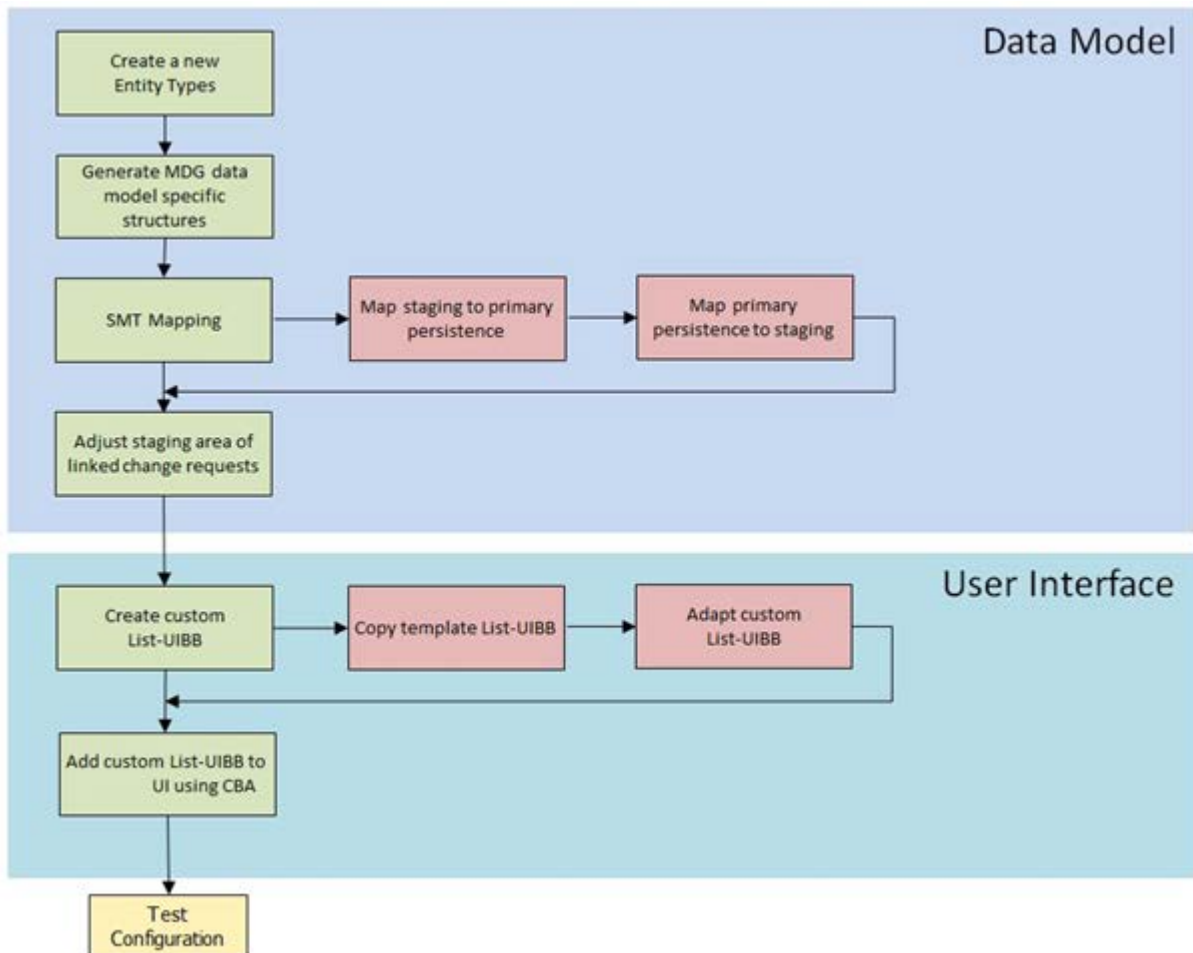 Data Model
Create a new
Entity Types
Generate MDG data
model specific
structures
SMT Mapping
Map staging to primary
persistence
Map primary
persistence to staging
Adjust staging area of
linked change requests
User Interface
Create custom
List-UIBB
Copy template List-UIBB
Adapt custom
List-UIBB
Add custom List-UIBB to
UI using CBA
Test
Configuration